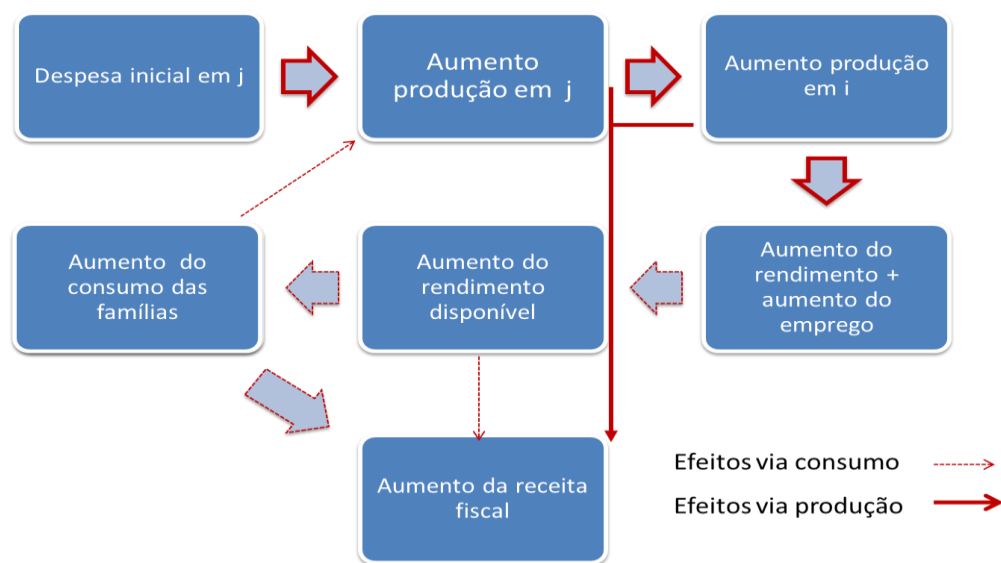 Despesa inicial em j
Aumento
produção em j
Aumento produção
em i
Aumento do
consumo das
famílias
Aumento do
rendimento
disponível
Aumento do
rendimento +
aumento do
emprego
Aumento da receita
fiscal
Efeitos via consumo
Efeitos via produção